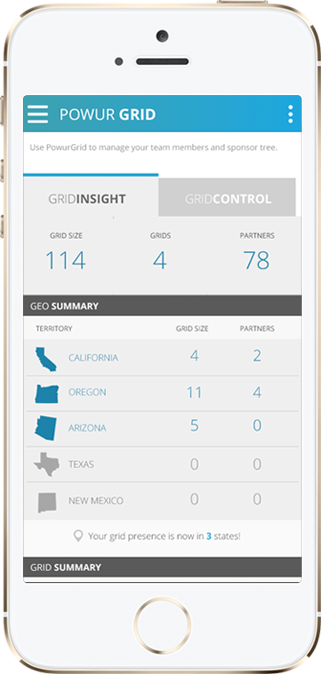 POWUR GRID
Use PowurGrid to manage your team members and sponsor tree.
GRIDINSIGHT GRIDCONTROL
GRID SIZE GRIDS PARTNERS
114 4 78
GEO SUMMARY
TERRITORY GRID SIZE PARTNERS
CALIFORNIA 4 2
OREGON 11 4
ARIZONA 5 0
TEXAS 0 0
NEW MEXICO 0 0
Your grid presence is now in 3 states!
GRID SUMMARY